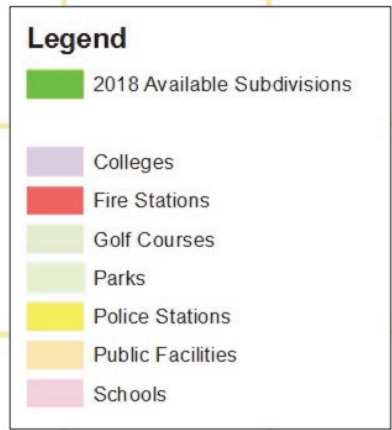 Legend
2018 Available Subdivisions
Colleges
Fire Stations
Golf Courses
Parks
Police Stations
Public Facilities
Schools